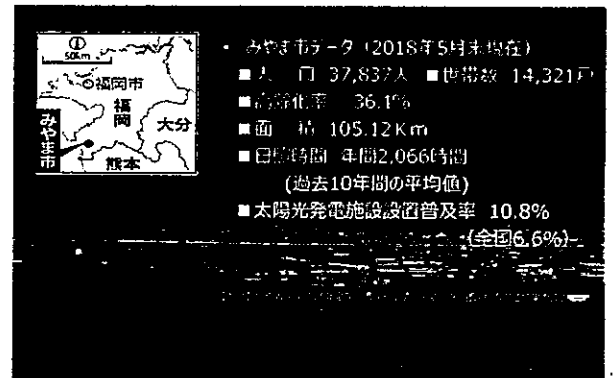 50km
福岡市
福岡
大分
みやま市
熊本
・ みやま市データ（2018年5月末現在）
■人　口 37,837人 ■世帯数 14,321戸
■高齢化率 36.1%
■面　積 105.12Km
■日照時間 年間2,066時間
(過去10年間の平均値)
■太陽光発電施設設置普及率 10.8%
(全国6.6%)